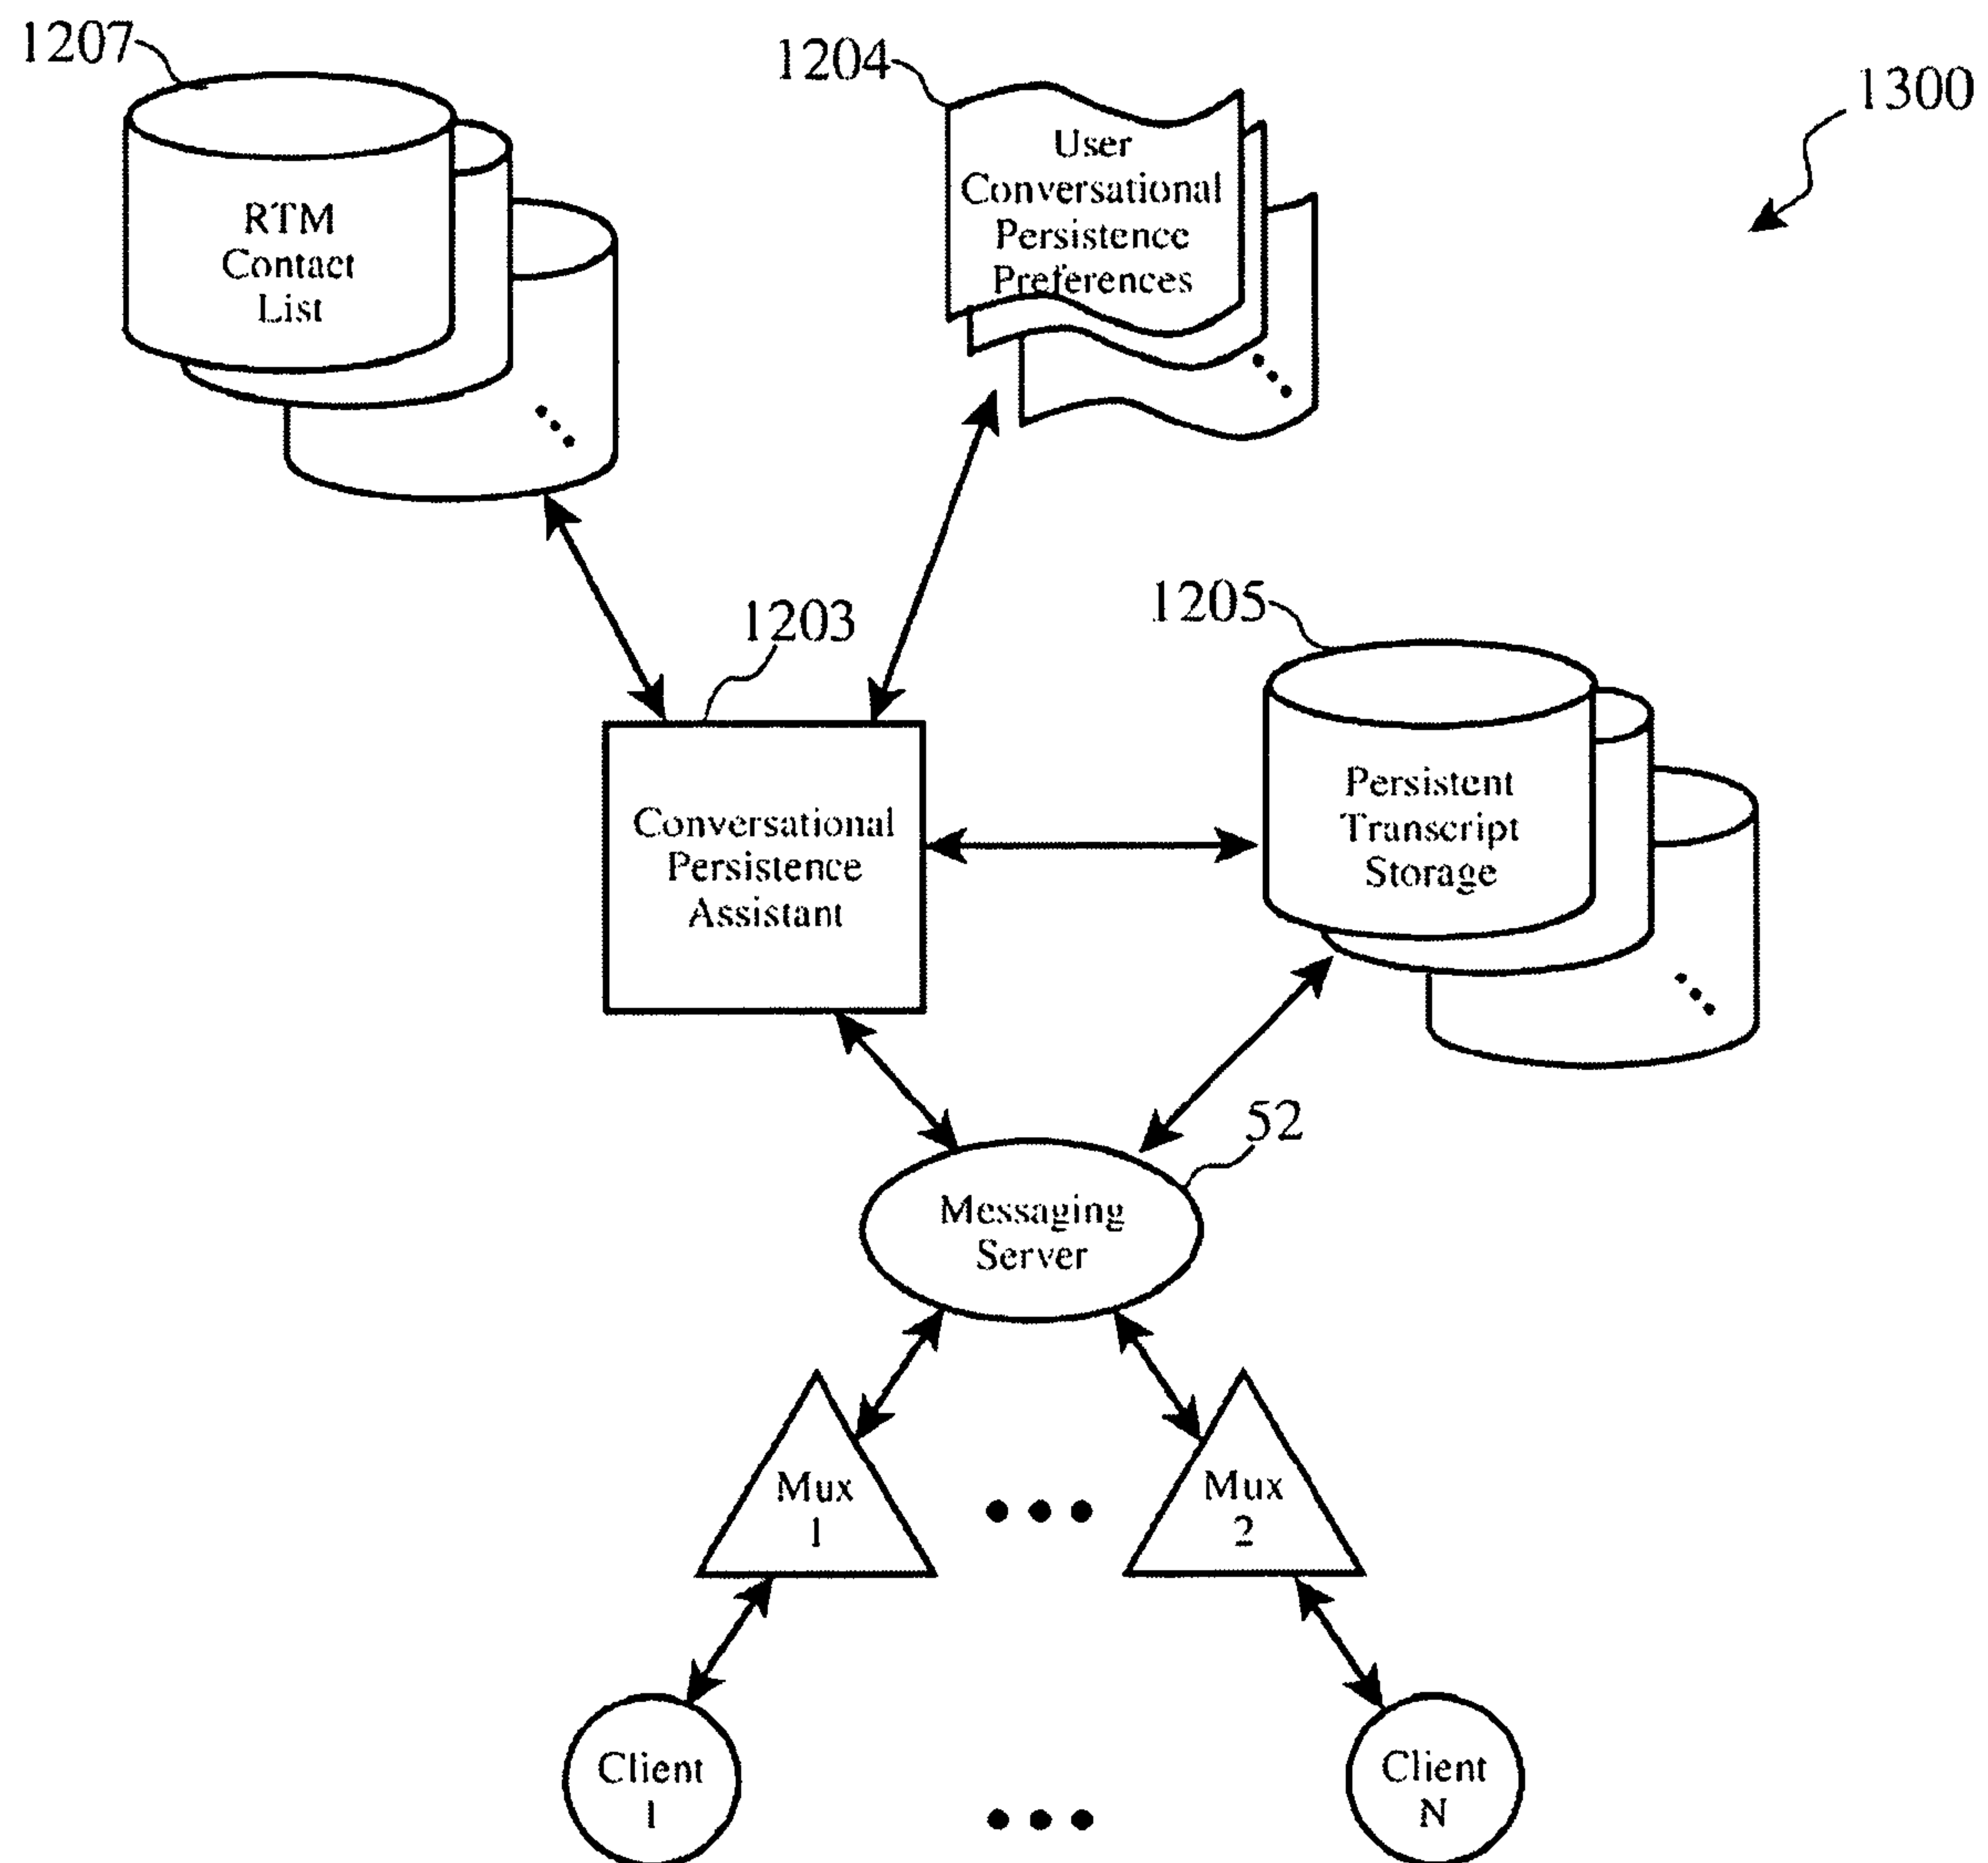 1207
1204
1300
RTM
Contact
List
User
Conversational
Persistence
Preferences
1203
1205
Conversational
Persistence
Assistant
Persistent
Transcript
Storage
52
Messaging
Server
Mux
1
Mux
2
Client
1
Client
N